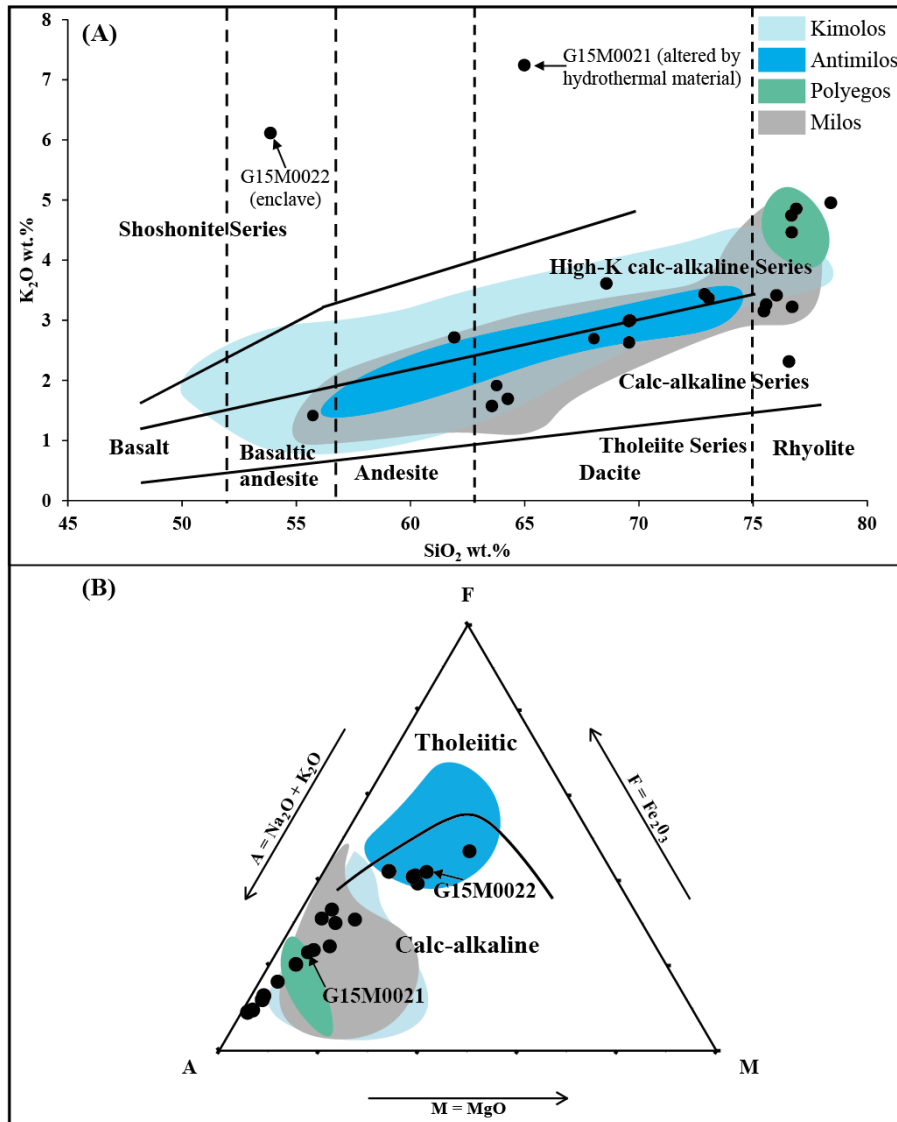 (A)
8
7
6
5
4
3
2
1
0
K₂O wt.%
G15M0021 (altered by
hydrothermal material)
Kimolos
Antimilos
Polyegos
Milos
G15M0022
(enclave)
Shoshonite Series
High-K calc-alkaline Series
Calc-alkaline Series
Tholeiite Series
Basalt
Basaltic
andesite
Andesite
Dacite
Rhyolite
45
50
55
60
65
70
75
80
SiO₂ wt.%
(B)
F
Tholeiitic
A = Na₂O + K₂O
F = Fe₂0₃
G15M0022
Calc-alkaline
G15M0021
A
M
M = MgO